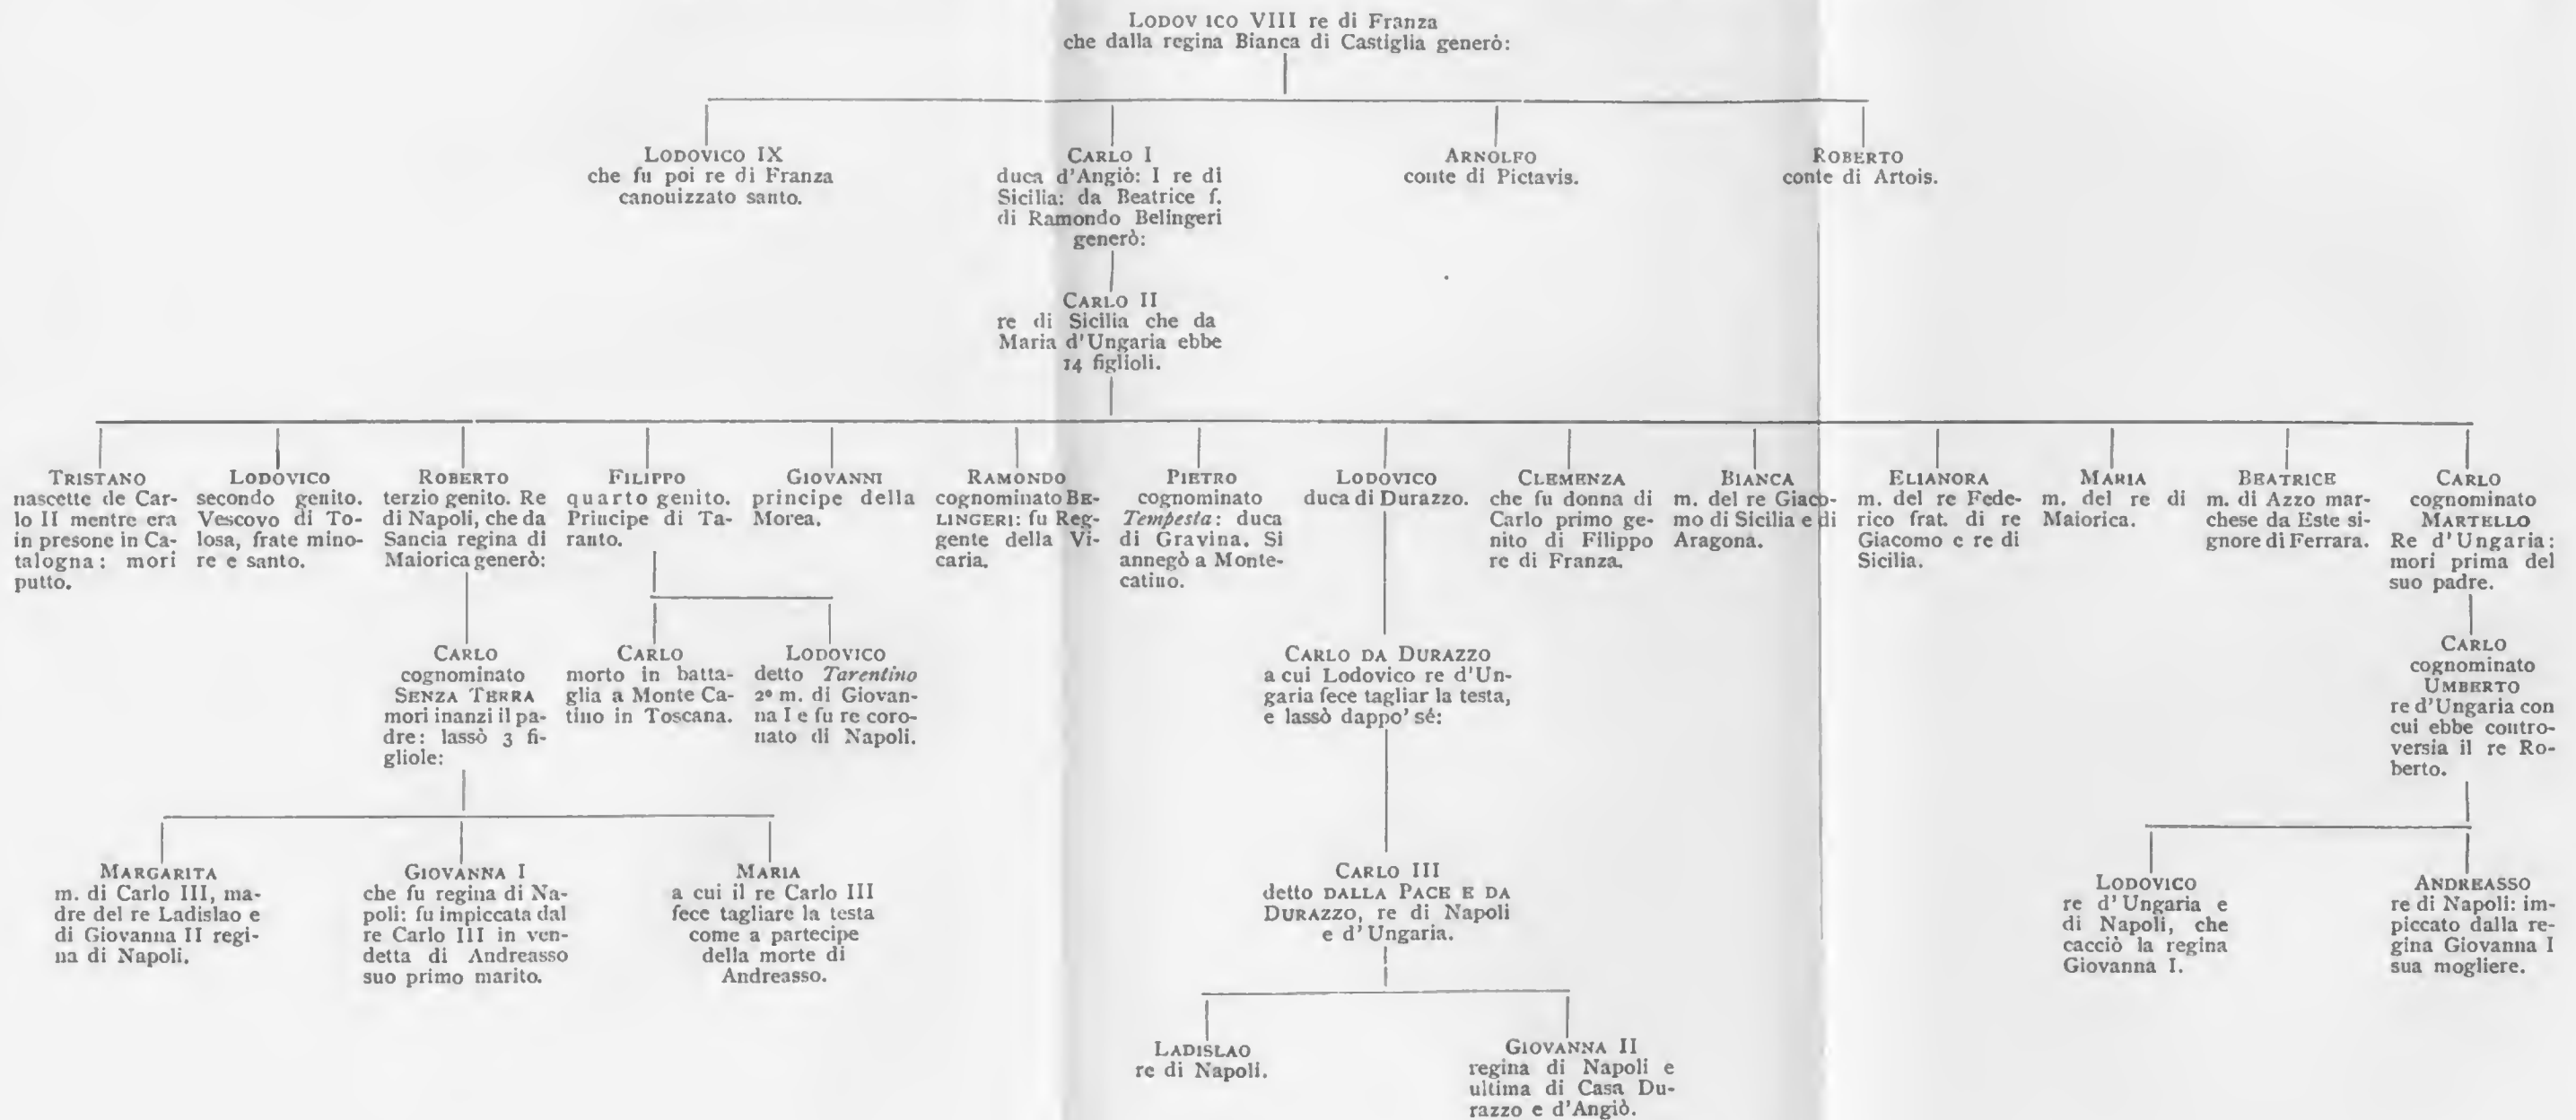 LODOVICO VIII re di Franza
che dalla regina Bianca di Castiglia generò:
LODOVICO IX
che fu poi re di Franza
canouizzato santo.
CARLO I
duca d'Angiò: I re di
Sicilia: da Beatrice f.
di Ramondo Belingeri
generò:
ARNOLFO
conte di Pictavis.
ROBERTO
conte di Artois.
CARLO II
re di Sicilia che da
Maria d'Ungaria ebbe
14 figlioli.
TRISTANO
nascette de Car-
lo II mentre era
in presone in Ca-
talogna: mori
putto.
LODOVICO
secondo genito.
Vescovo di To-
losa, frate mino-
re e santo.
ROBERTO
terzio genito. Re
di Napoli, che da
Sancia regina di
Maiorica generò:
FILIPPO
quarto genito.
Principe di Ta-
ranto.
GIOVANNI
principe della
Morea.
RAMONDO
cognominato BE-
LINGERI: fu Reg-
gente della Vi-
caria.
PIETRO
cognominato
Tempesta: duca
di Gravina. Si
annegò a Monte-
catino.
LODOVICO
duca di Durazzo.
CLEMENZA
che fu donna di
Carlo primo ge-
nito di Filippo
re di Franza.
BIANCA
m. del re Giaco-
mo di Sicilia e di
Aragona.
ELIANORA
m. del re Fede-
rico frat. di re
Giacomo e re di
Sicilia.
MARIA
m. del re di
Maiorica.
BEATRICE
m. di Azzo mar-
chese da Este si-
gnore di Ferrara.
CARLO
cognominato
MARTELLO
Re d'Ungaria:
mori prima del
suo padre.
CARLO
cognominato
SENZA TERRA
mori inanzi il pa-
dre: lassò 3 fi-
gliole:
CARLO
morto in batta-
glia a Monte Ca-
tino in Toscana.
LODOVICO
detto Tarentino
2º m. di Giovan-
na I e fu re coro-
nato di Napoli.
CARLO DA DURAZZO
a cui Lodovico re d'Un-
garia fece tagliar la testa,
e lassò dappo' sé:
CARLO
cognominato
UMBERTO
re d'Ungaria con
cui ebbe contro-
versia il re Ro-
berto.
MARGARITA
m. di Carlo III, ma-
dre del re Ladislao e
di Giovanna II regi-
na di Napoli.
GIOVANNA I
che fu regina di Na-
poli: fu impiccata dal
re Carlo III in ven-
detta di Andreasso
suo primo marito.
MARIA
a cui il re Carlo III
fece tagliare la testa
come a partecipe
della morte di
Andreasso.
CARLO III
detto DALLA PACE E DA
DURAZZO, re di Napoli
e d'Ungaria.
LODOVICO
re d'Ungaria e
di Napoli, che
cacciò la regina
Giovanna I.
ANDREASSO
re di Napoli: im-
piccato dalla re-
gina Giovanna I
sua mogliere.
LADISLAO
re di Napoli.
GIOVANNA II
regina di Napoli e
ultima di Casa Du-
razzo e d'Angiò.